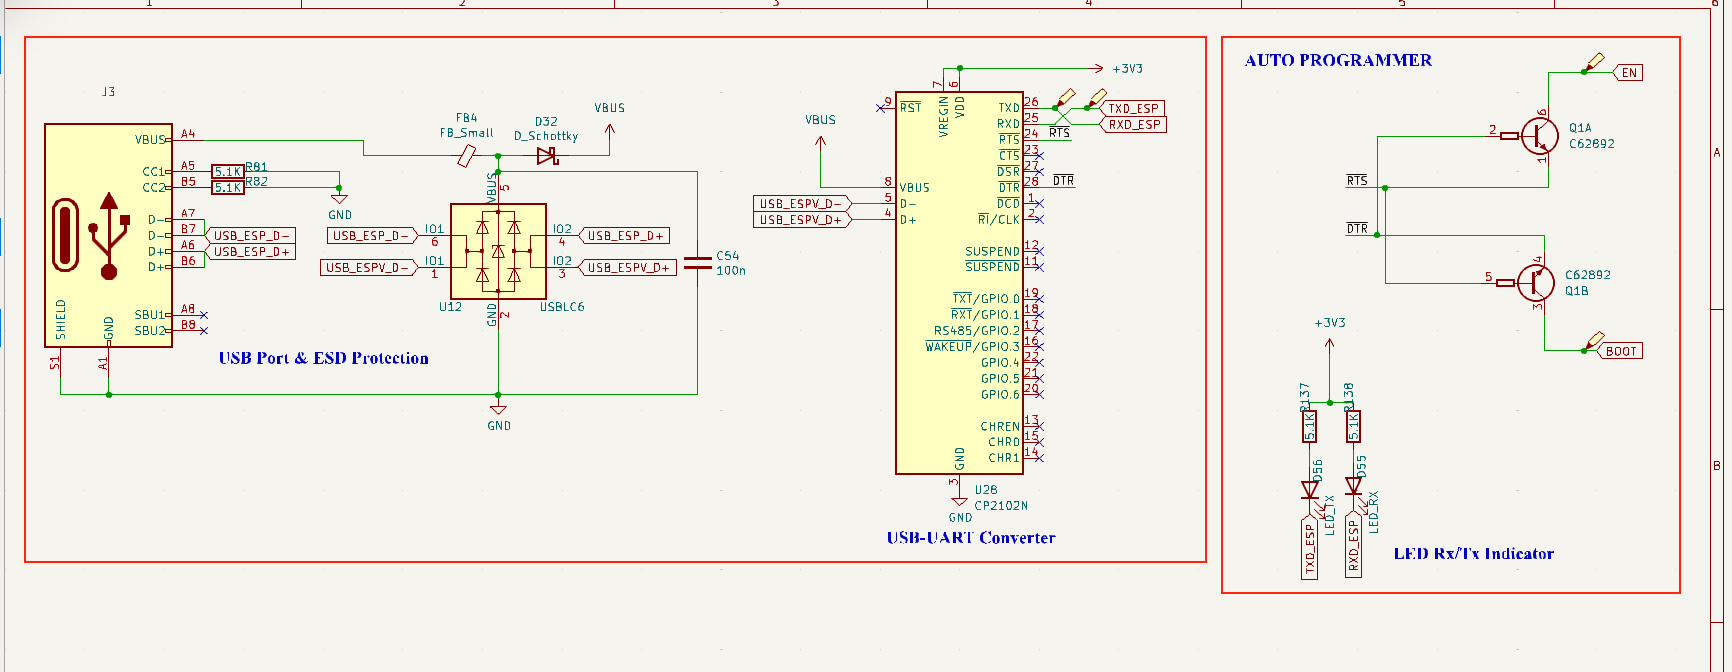 1
2
3
4
5
6
A
B
J3
VBUS
A4
CC1
A5
5.1K
R81
CC2
B5
5.1K
R82
GND
D-
A7
D-
B7
USB_ESP_D-
D+
A6
USB_ESP_D+
D+
B6
SBU1
A8
SBU2
B8
SHIELD
GND
S1
A1
FB4
FB_Small
D32
D_Schottky
VBUS
VBUS
5
USB_ESP_D-
IO1
6
IO2
4
USB_ESP_D+
USB_ESPV_D-
IO1
1
IO2
3
USB_ESPV_D+
U12
USBLC6
GND
2
C54
100n
GND
USB Port & ESD Protection
+3V3
7
6
9
RST
VREGIN
VDD
TXD
26
TXD_ESP
RXD
25
RXD_ESP
RTS
24
RTS
CTS
23
DSR
27
DTR
28
DTR
DCD
1
RI/CLK
2
VBUS
8
VBUS
USB_ESPV_D-
5
D-
USB_ESPV_D+
4
D+
SUSPEND
12
SUSPEND
11
TXT/GPIO.0
19
RXT/GPIO.1
18
RS485/GPIO.2
17
WAKEUP/GPIO.3
16
GPIO.4
22
GPIO.5
21
GPIO.6
20
CHREN
13
CHR0
15
CHR1
14
GND
3
U28
CP2102N
GND
USB-UART Converter
AUTO PROGRAMMER
EN
6
2
Q1A
C62892
1
RTS
DTR
4
5
C62892
Q1B
3
BOOT
+3V3
R137
5.1K
R138
5.1K
D56
LED_TX
D55
LED_RX
TXD_ESP
RXD_ESP
LED Rx/Tx Indicator